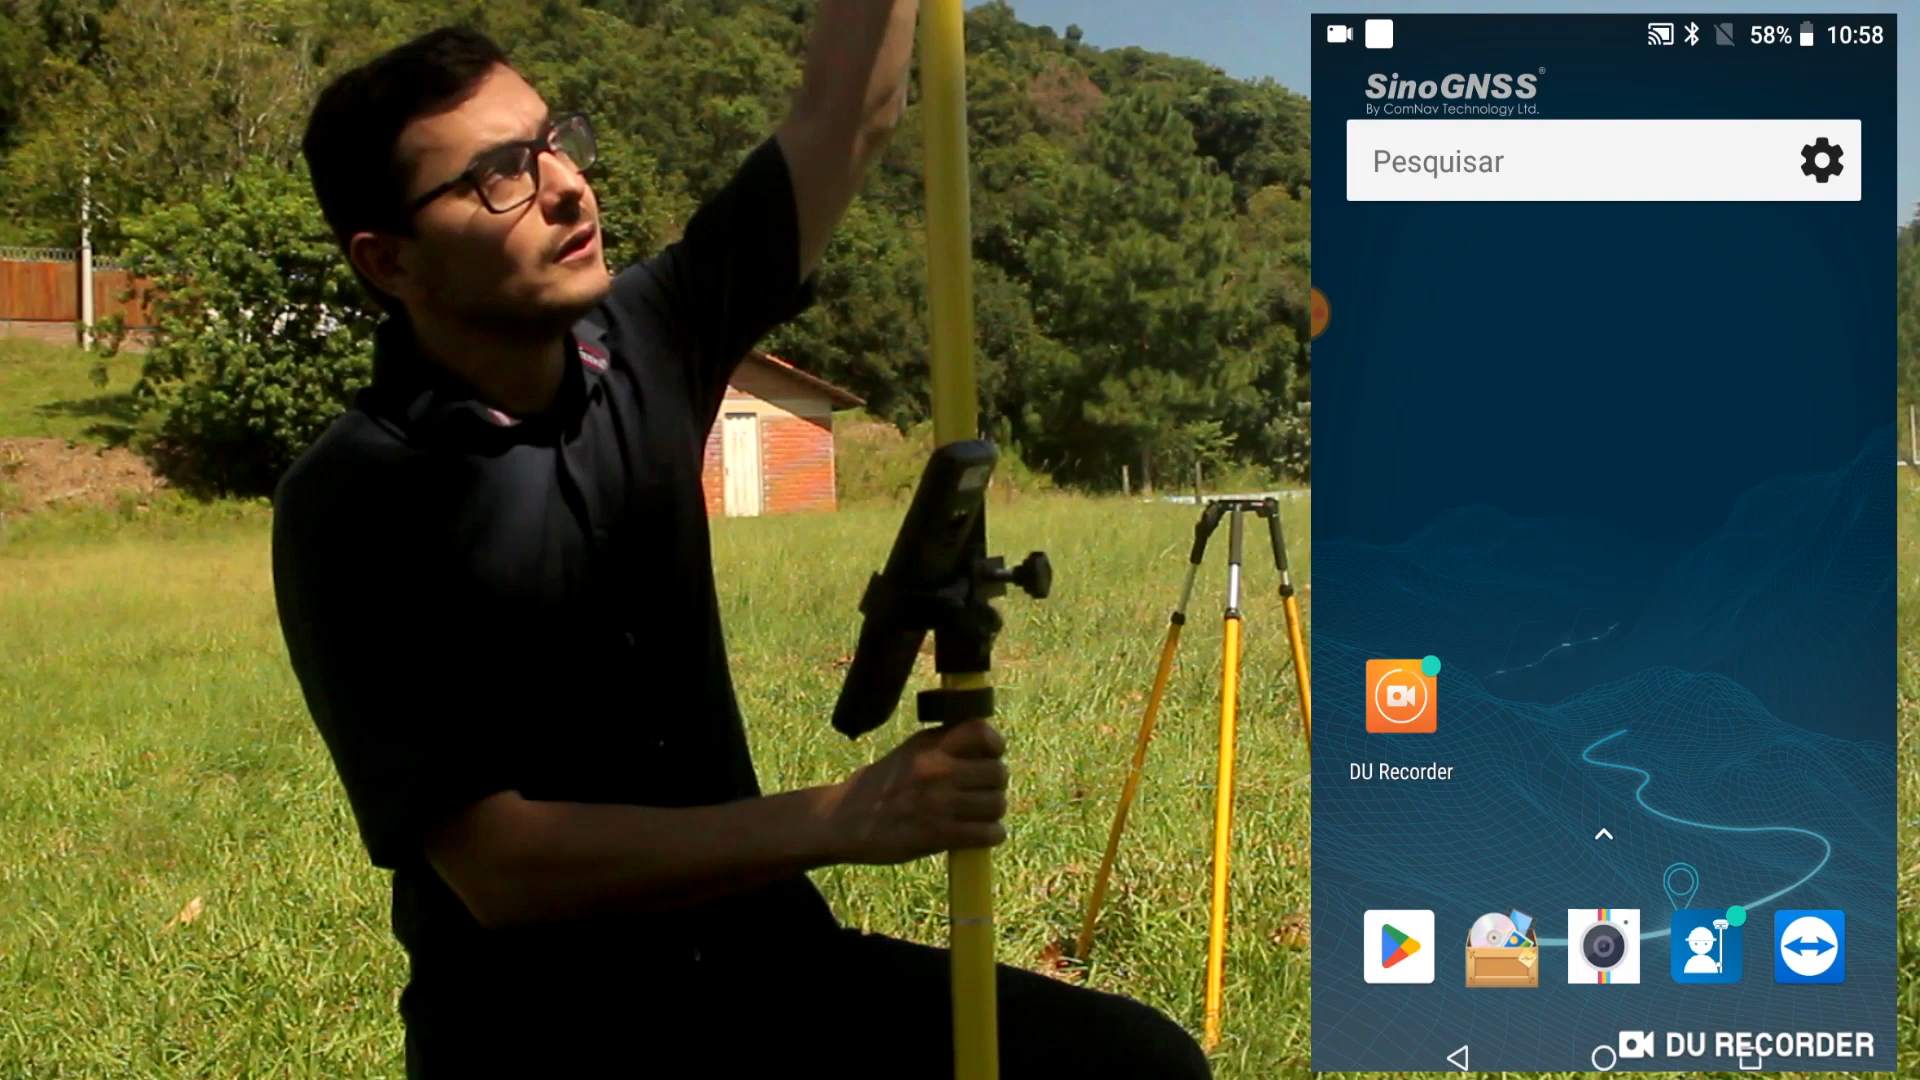 58% 10:58
SinoGNSS®
By ComNav Technology Ltd.
Pesquisar
DU Recorder
DU RECORDER